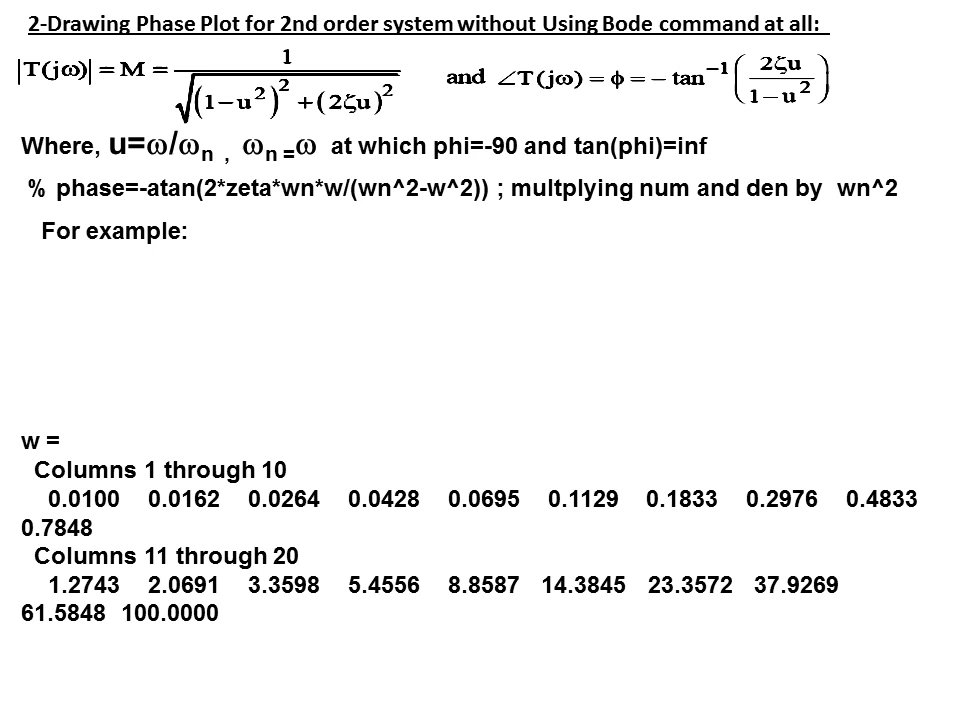 2-Drawing Phase Plot for 2nd order system without Using Bode command at all:
|T(jω)| = M = 1 / √((1−u²)² + (2ζu)²) and ∠T(jω) = ϕ = − tan⁻¹(2ζu / 1−u²)
Where, u=ω/ωn , ωn =ω at which phi=-90 and tan(phi)=inf
% phase=-atan(2*zeta*wn*w/(wn^2-w^2)) ; multplying num and den by wn^2
For example:
w =
Columns 1 through 10
0.0100 0.0162 0.0264 0.0428 0.0695 0.1129 0.1833 0.2976 0.4833
0.7848
Columns 11 through 20
1.2743 2.0691 3.3598 5.4556 8.8587 14.3845 23.3572 37.9269
61.5848 100.0000